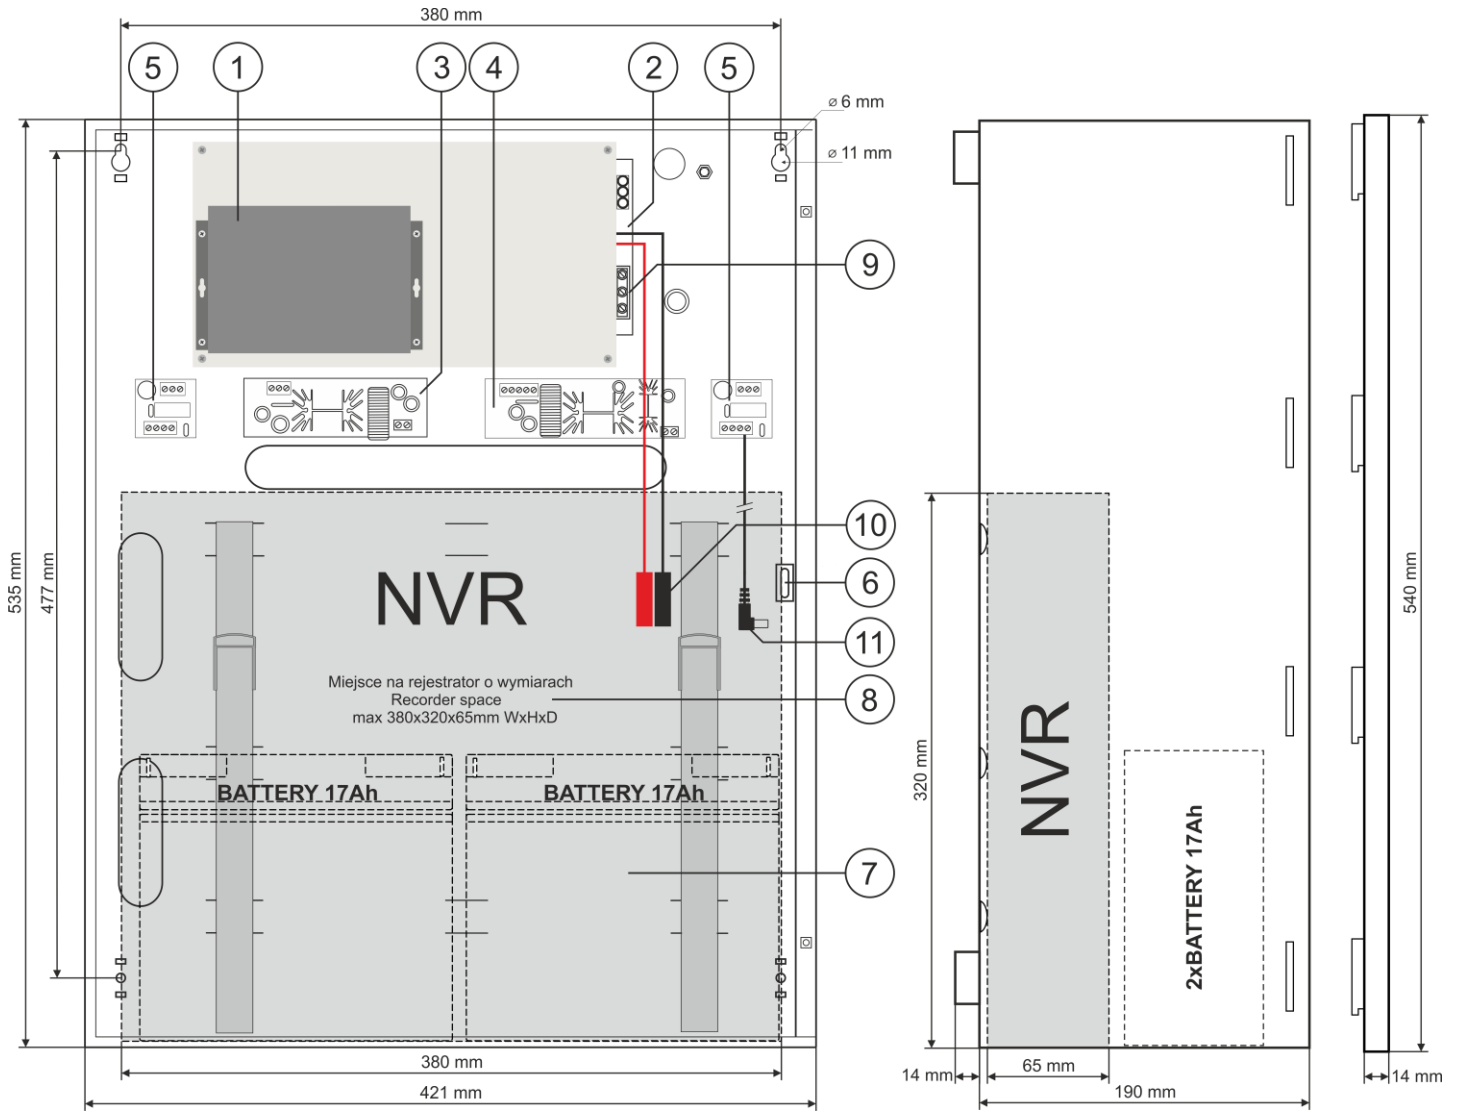 380 mm
5
1
3
4
2
5
⌀ 6 mm
⌀ 11 mm
9
535 mm
477 mm
10
NVR
6
11
540 mm
Miejsce na rejestrator o wymiarach
Recorder space
max 380x320x65mm WxHxD
8
NVR
320 mm
BATTERY 17Ah
BATTERY 17Ah
7
2xBATTERY 17Ah
380 mm
421 mm
14 mm
65 mm
190 mm
14 mm